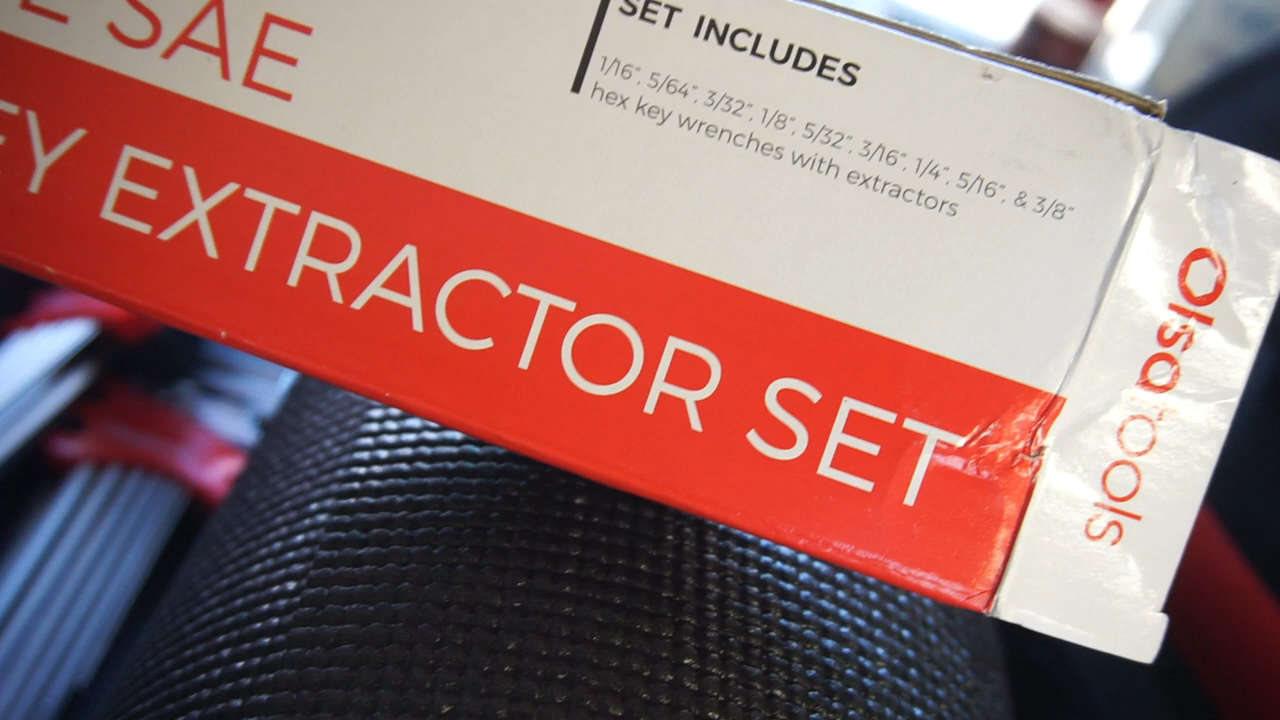 SAE
SET INCLUDES
1/16", 5/64", 3/32", 1/8", 5/32", 3/16", 1/4", 5/16", & 3/8"
hex key wrenches with extractors
EY EXTRACTOR SET
Olsa tools